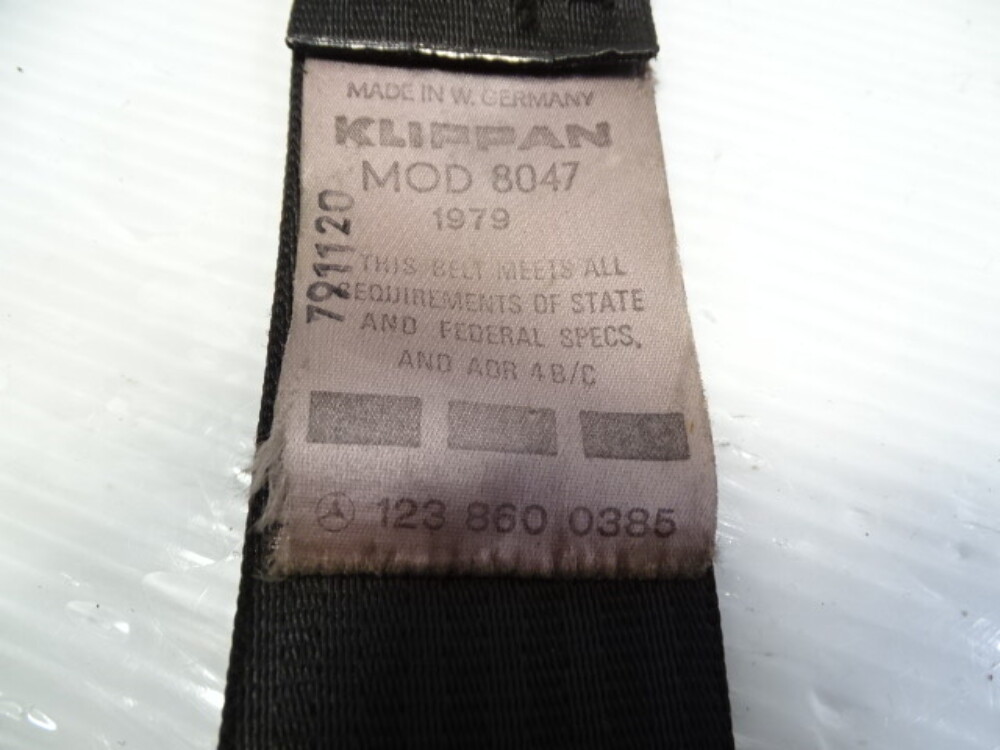 MADE IN W. GERMANY
KLIPPAN
MOD 8047
1979
791120
THIS BELT MEETS ALL
REQUIREMENTS OF STATE
AND FEDERAL SPECS.
AND ADR 4B/C
123 860 0385